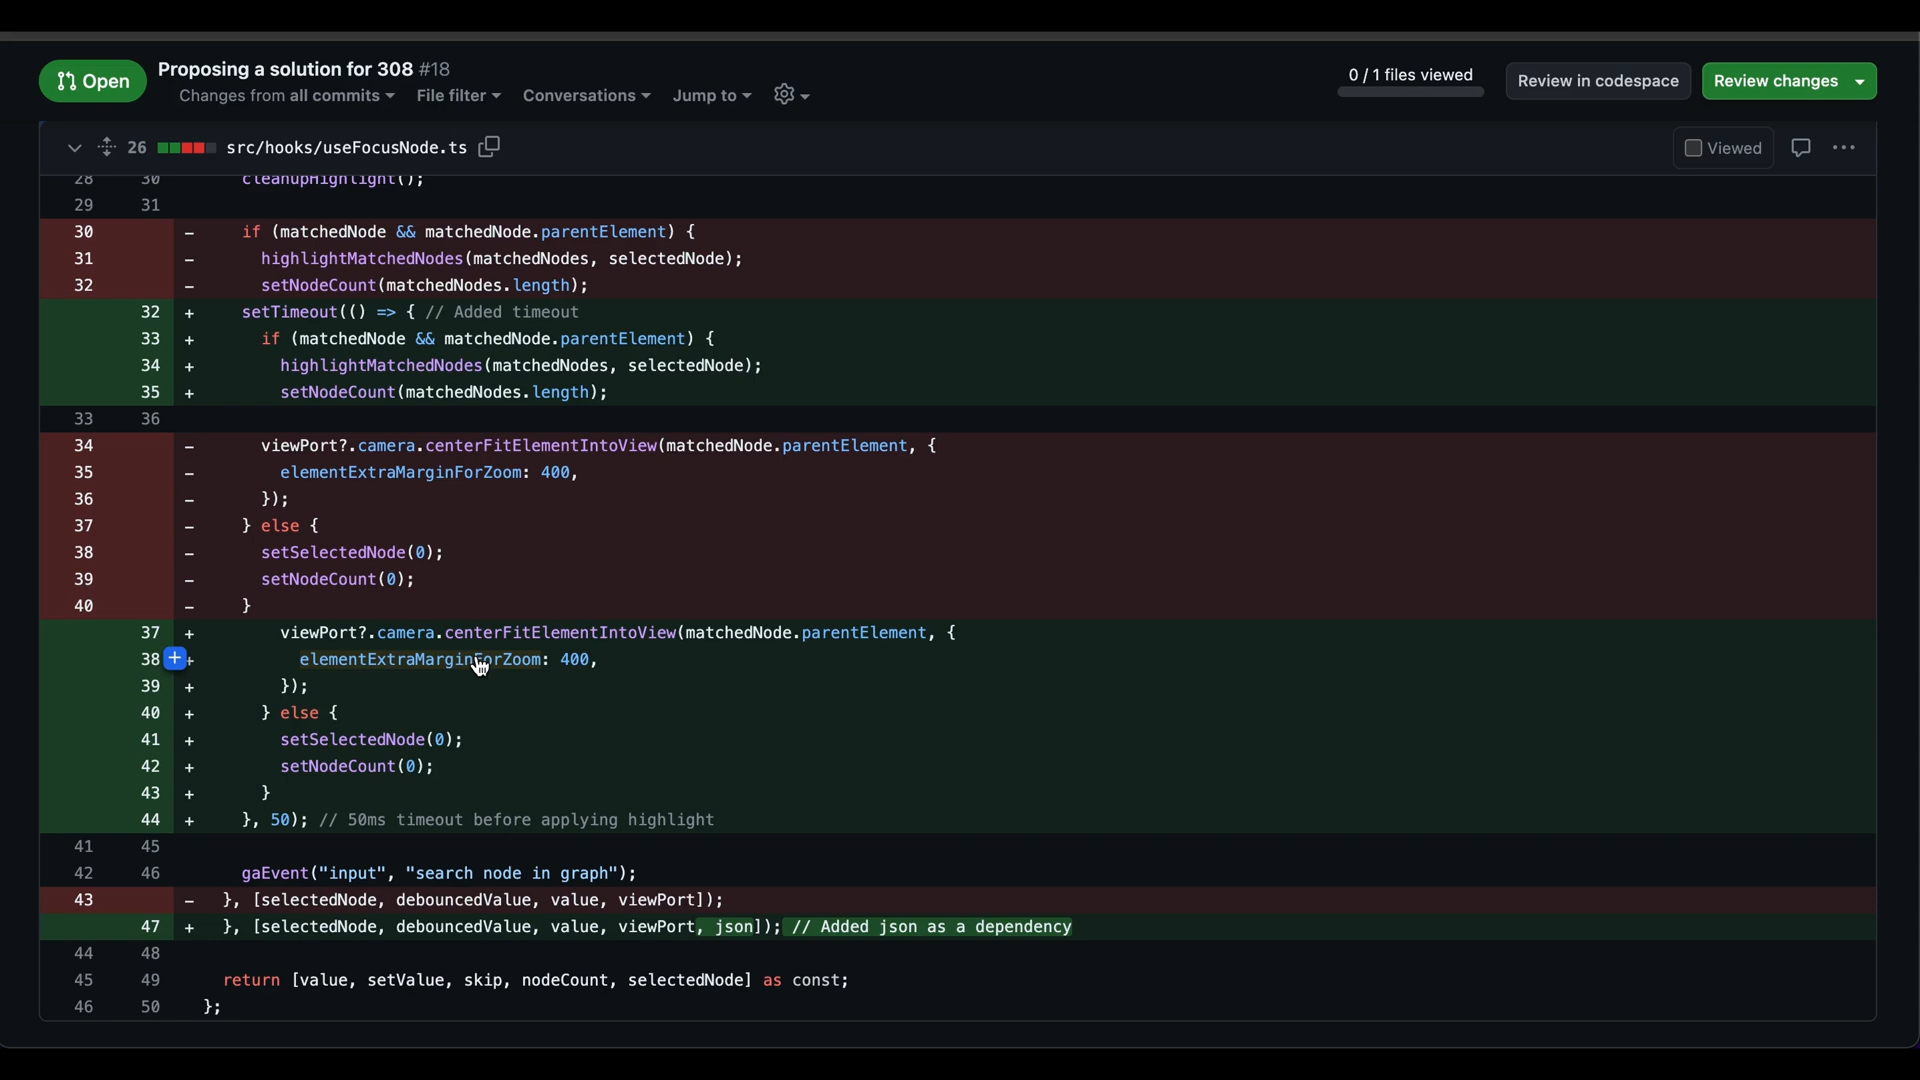 Open
Proposing a solution for 308 #18
Changes from all commits File filter Conversations Jump to
0 / 1 files viewed
Review in codespace
Review changes
26 src/hooks/useFocusNode.ts
Viewed
28 30 cleanupHighlight();
29 31
30 - if (matchedNode && matchedNode.parentElement) {
31 - highlightMatchedNodes(matchedNodes, selectedNode);
32 - setNodeCount(matchedNodes.length);
32 + setTimeout(() => { // Added timeout
33 + if (matchedNode && matchedNode.parentElement) {
34 + highlightMatchedNodes(matchedNodes, selectedNode);
35 + setNodeCount(matchedNodes.length);
33 36
34 - viewPort?.camera.centerFitElementIntoView(matchedNode.parentElement, {
35 - elementExtraMarginForZoom: 400,
36 - });
37 - } else {
38 - setSelectedNode(0);
39 - setNodeCount(0);
40 - }
37 + viewPort?.camera.centerFitElementIntoView(matchedNode.parentElement, {
38 + elementExtraMarginForZoom: 400,
39 + });
40 + } else {
41 + setSelectedNode(0);
42 + setNodeCount(0);
43 + }
44 + }, 50); // 50ms timeout before applying highlight
41 45
42 46 gaEvent("input", "search node in graph");
43 - }, [selectedNode, debouncedValue, value, viewPort]);
47 + }, [selectedNode, debouncedValue, value, viewPort, json]); // Added json as a dependency
44 48
45 49 return [value, setValue, skip, nodeCount, selectedNode] as const;
46 50 };